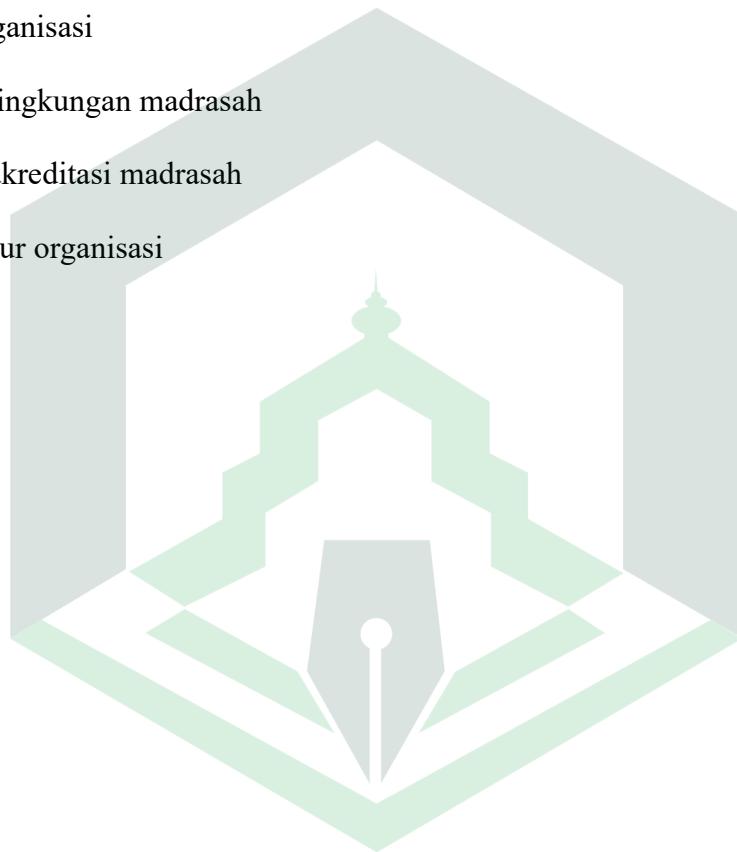 ganisasi
ingkungan madrasah
kreditasi madrasah
ur organisasi